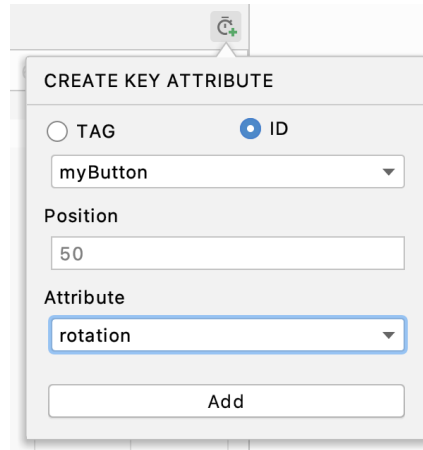 CREATE KEY ATTRIBUTE
TAG ID
myButton
Position
50
Attribute
rotation
Add